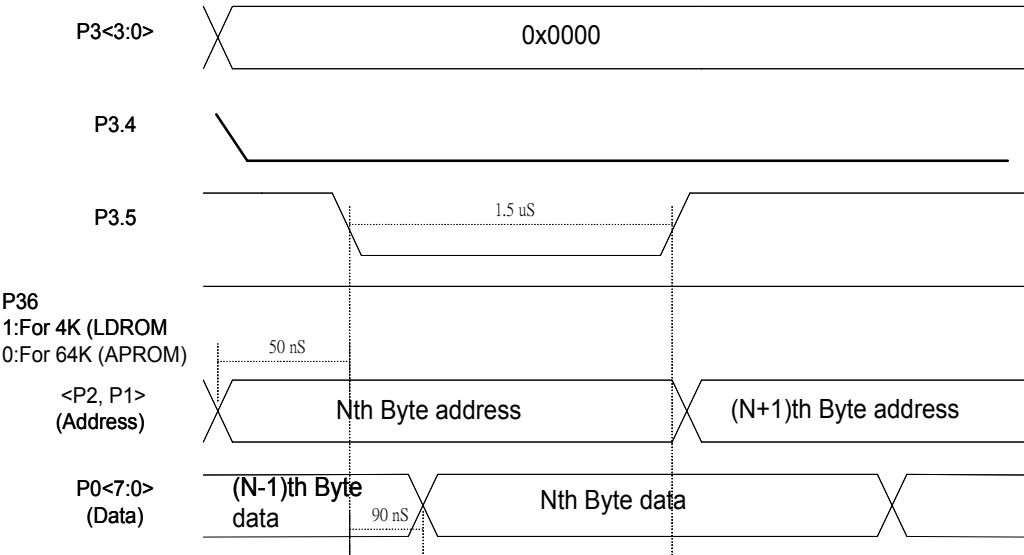 P3<3:0>
0x0000
P3.4
P3.5
1.5 uS
P36
1:For 4K (LDROM
0:For 64K (APROM)
50 nS
<P2, P1>
(Address)
Nth Byte address
(N+1)th Byte address
P0<7:0>
(Data)
(N-1)th Byte
data
90 nS
Nth Byte data